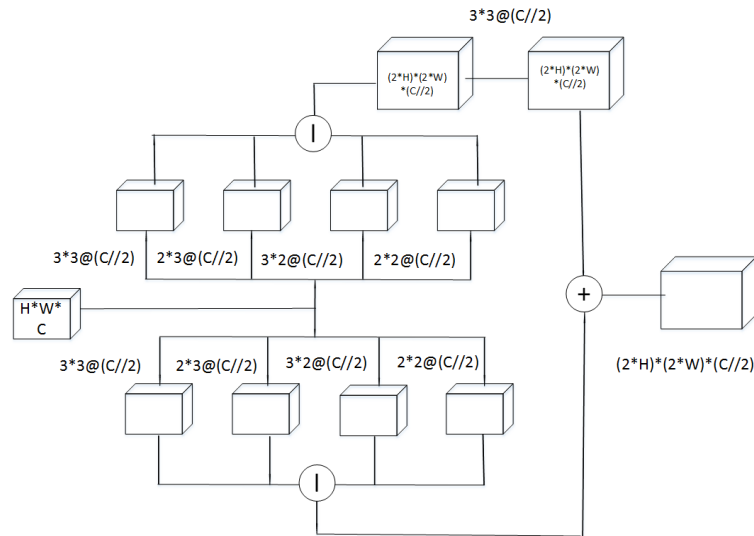 3*3@(C//2)
(2*H)*(2*W)
*(C//2)
(2*H)*(2*W)
*(C//2)
|
3*3@(C//2)
2*3@(C//2)
3*2@(C//2)
2*2@(C//2)
H*W*
C
+
3*3@(C//2)
2*3@(C//2)
3*2@(C//2)
2*2@(C//2)
(2*H)*(2*W)*(C//2)
|